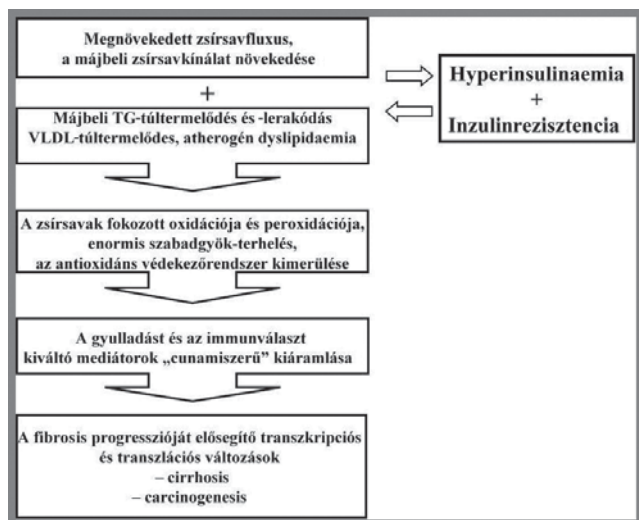 Megnövekedett zsírsavfluxus,
a májbeli zsírsavkínálat növekedése
+
Májbeli TG-túltermelődés és -lerakódás
VLDL-túltermelődes, atherogén dyslipidaemia
Hyperinsulinaemia
+
Inzulinrezisztencia
A zsírsavak fokozott oxidációja és peroxidációja,
enormis szabadgyök-terhelés,
az antioxidáns védekezőrendszer kimerülése
A gyulladást és az immunválaszt
kiváltó mediátorok „cunamiszerű” kiáramlása
A fibrosis progresszióját elősegítő transzkripciós
és transzlációs változások
– cirrhosis
– carcinogenesis